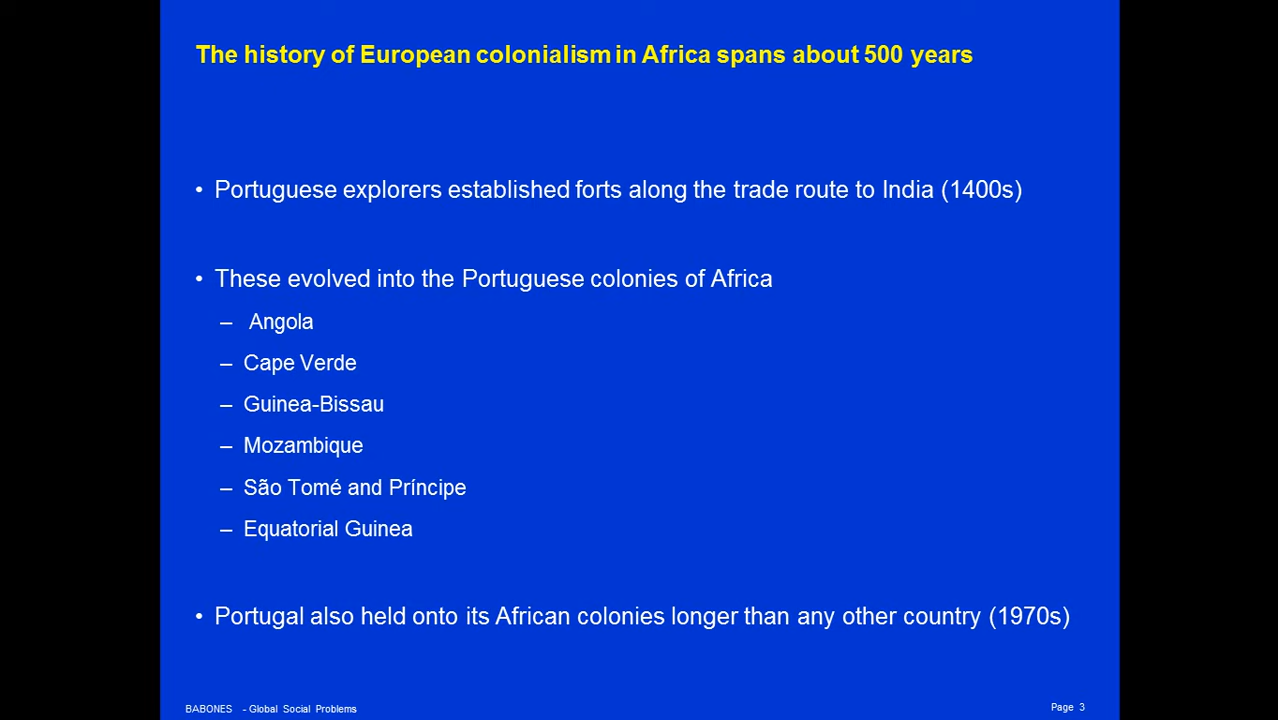 The history of European colonialism in Africa spans about 500 years
• Portuguese explorers established forts along the trade route to India (1400s)
• These evolved into the Portuguese colonies of Africa
– Angola
– Cape Verde
– Guinea-Bissau
– Mozambique
– São Tomé and Príncipe
– Equatorial Guinea
• Portugal also held onto its African colonies longer than any other country (1970s)
BABONES - Global Social Problems
Page 3